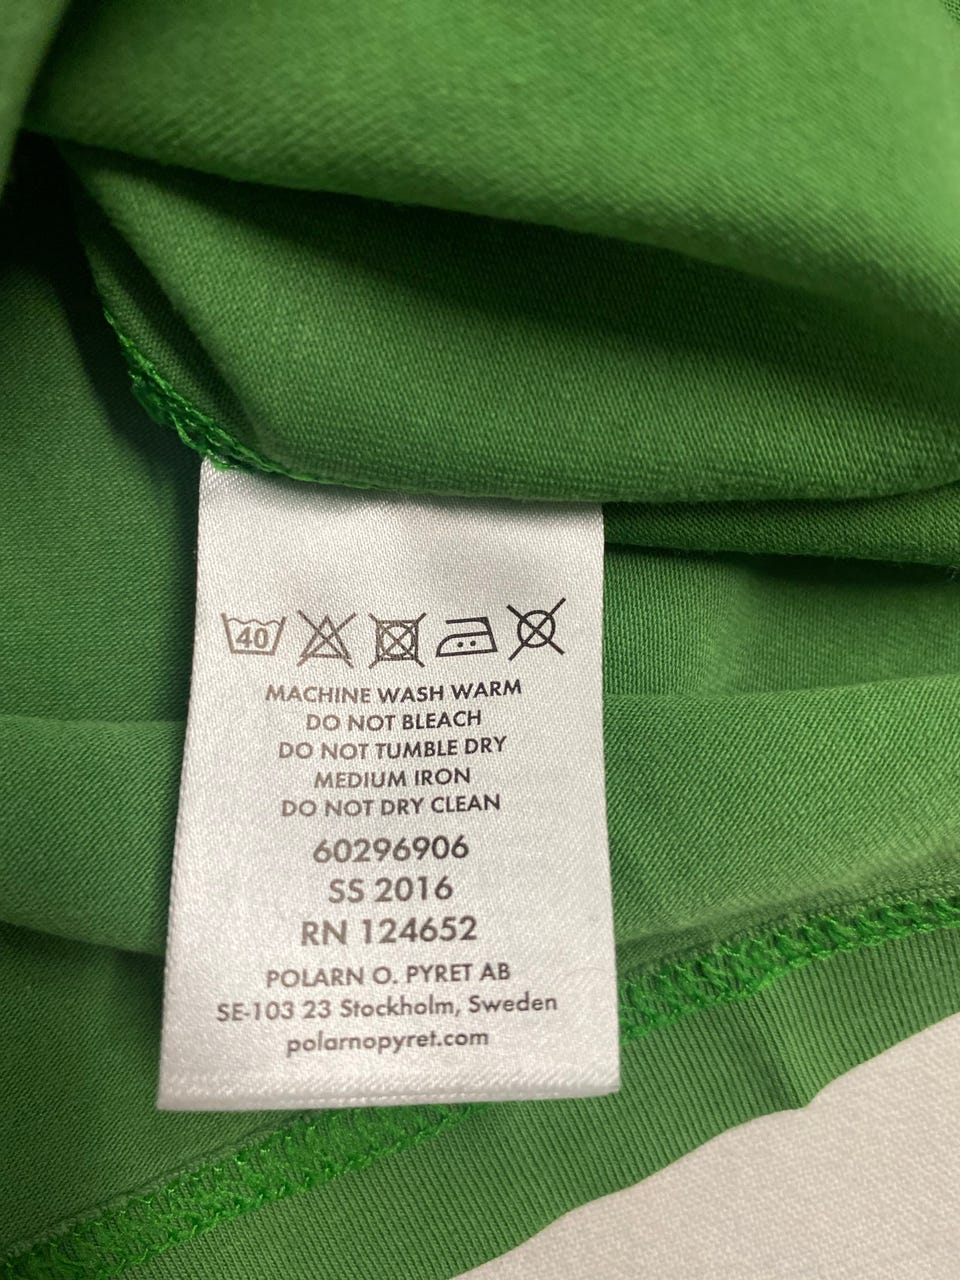 40
MACHINE WASH WARM
DO NOT BLEACH
DO NOT TUMBLE DRY
MEDIUM IRON
DO NOT DRY CLEAN
60296906
SS 2016
RN 124652
POLARN O. PYRET AB
SE-103 23 Stockholm, Sweden
polarnopyret.com